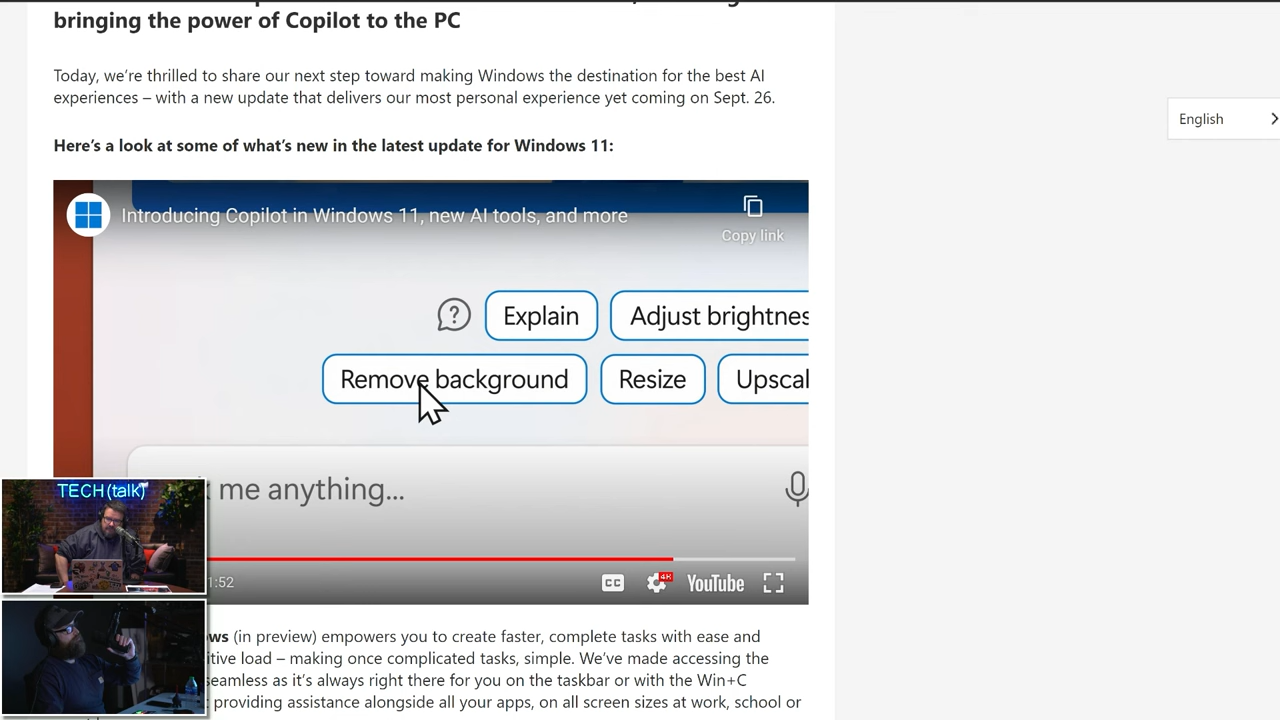 bringing the power of Copilot to the PC
Today, we're thrilled to share our next step toward making Windows the destination for the best AI
experiences – with a new update that delivers our most personal experience yet coming on Sept. 26.
English
Here's a look at some of what's new in the latest update for Windows 11:
Introducing Copilot in Windows 11, new AI tools, and more
Copy link
Explain
Adjust brightnes
Remove background
Resize
Upscal
me anything...
TECH(talk)
1:52
CC
4K
YouTube
ws (in preview) empowers you to create faster, complete tasks with ease and
itive load – making once complicated tasks, simple. We've made accessing the
seamless as it's always right there for you on the taskbar or with the Win+C
providing assistance alongside all your apps, on all screen sizes at work, school or